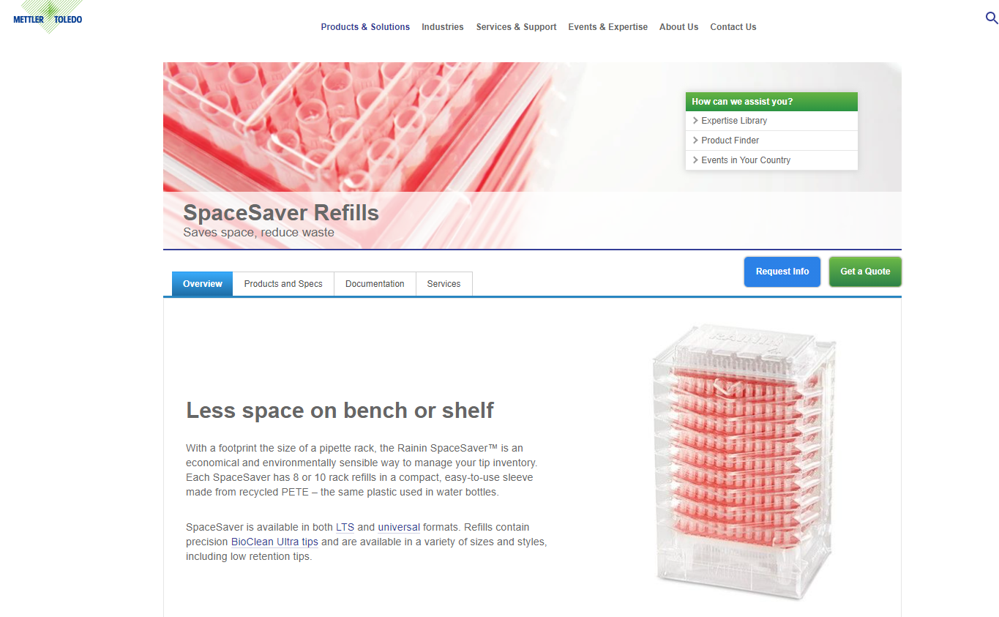 METTLER TOLEDO
Products & Solutions
Industries
Services & Support
Events & Expertise
About Us
Contact Us
How can we assist you?
Expertise Library
Product Finder
Events in Your Country
SpaceSaver Refills
Saves space, reduce waste
Request Info
Get a Quote
Overview
Products and Specs
Documentation
Services
RAININ
Less space on bench or shelf
With a footprint the size of a pipette rack, the Rainin SpaceSaver™ is an
economical and environmentally sensible way to manage your tip inventory.
Each SpaceSaver has 8 or 10 rack refills in a compact, easy-to-use sleeve
made from recycled PETE – the same plastic used in water bottles.
SpaceSaver is available in both LTS and universal formats. Refills contain
precision BioClean Ultra tips and are available in a variety of sizes and styles,
including low retention tips.